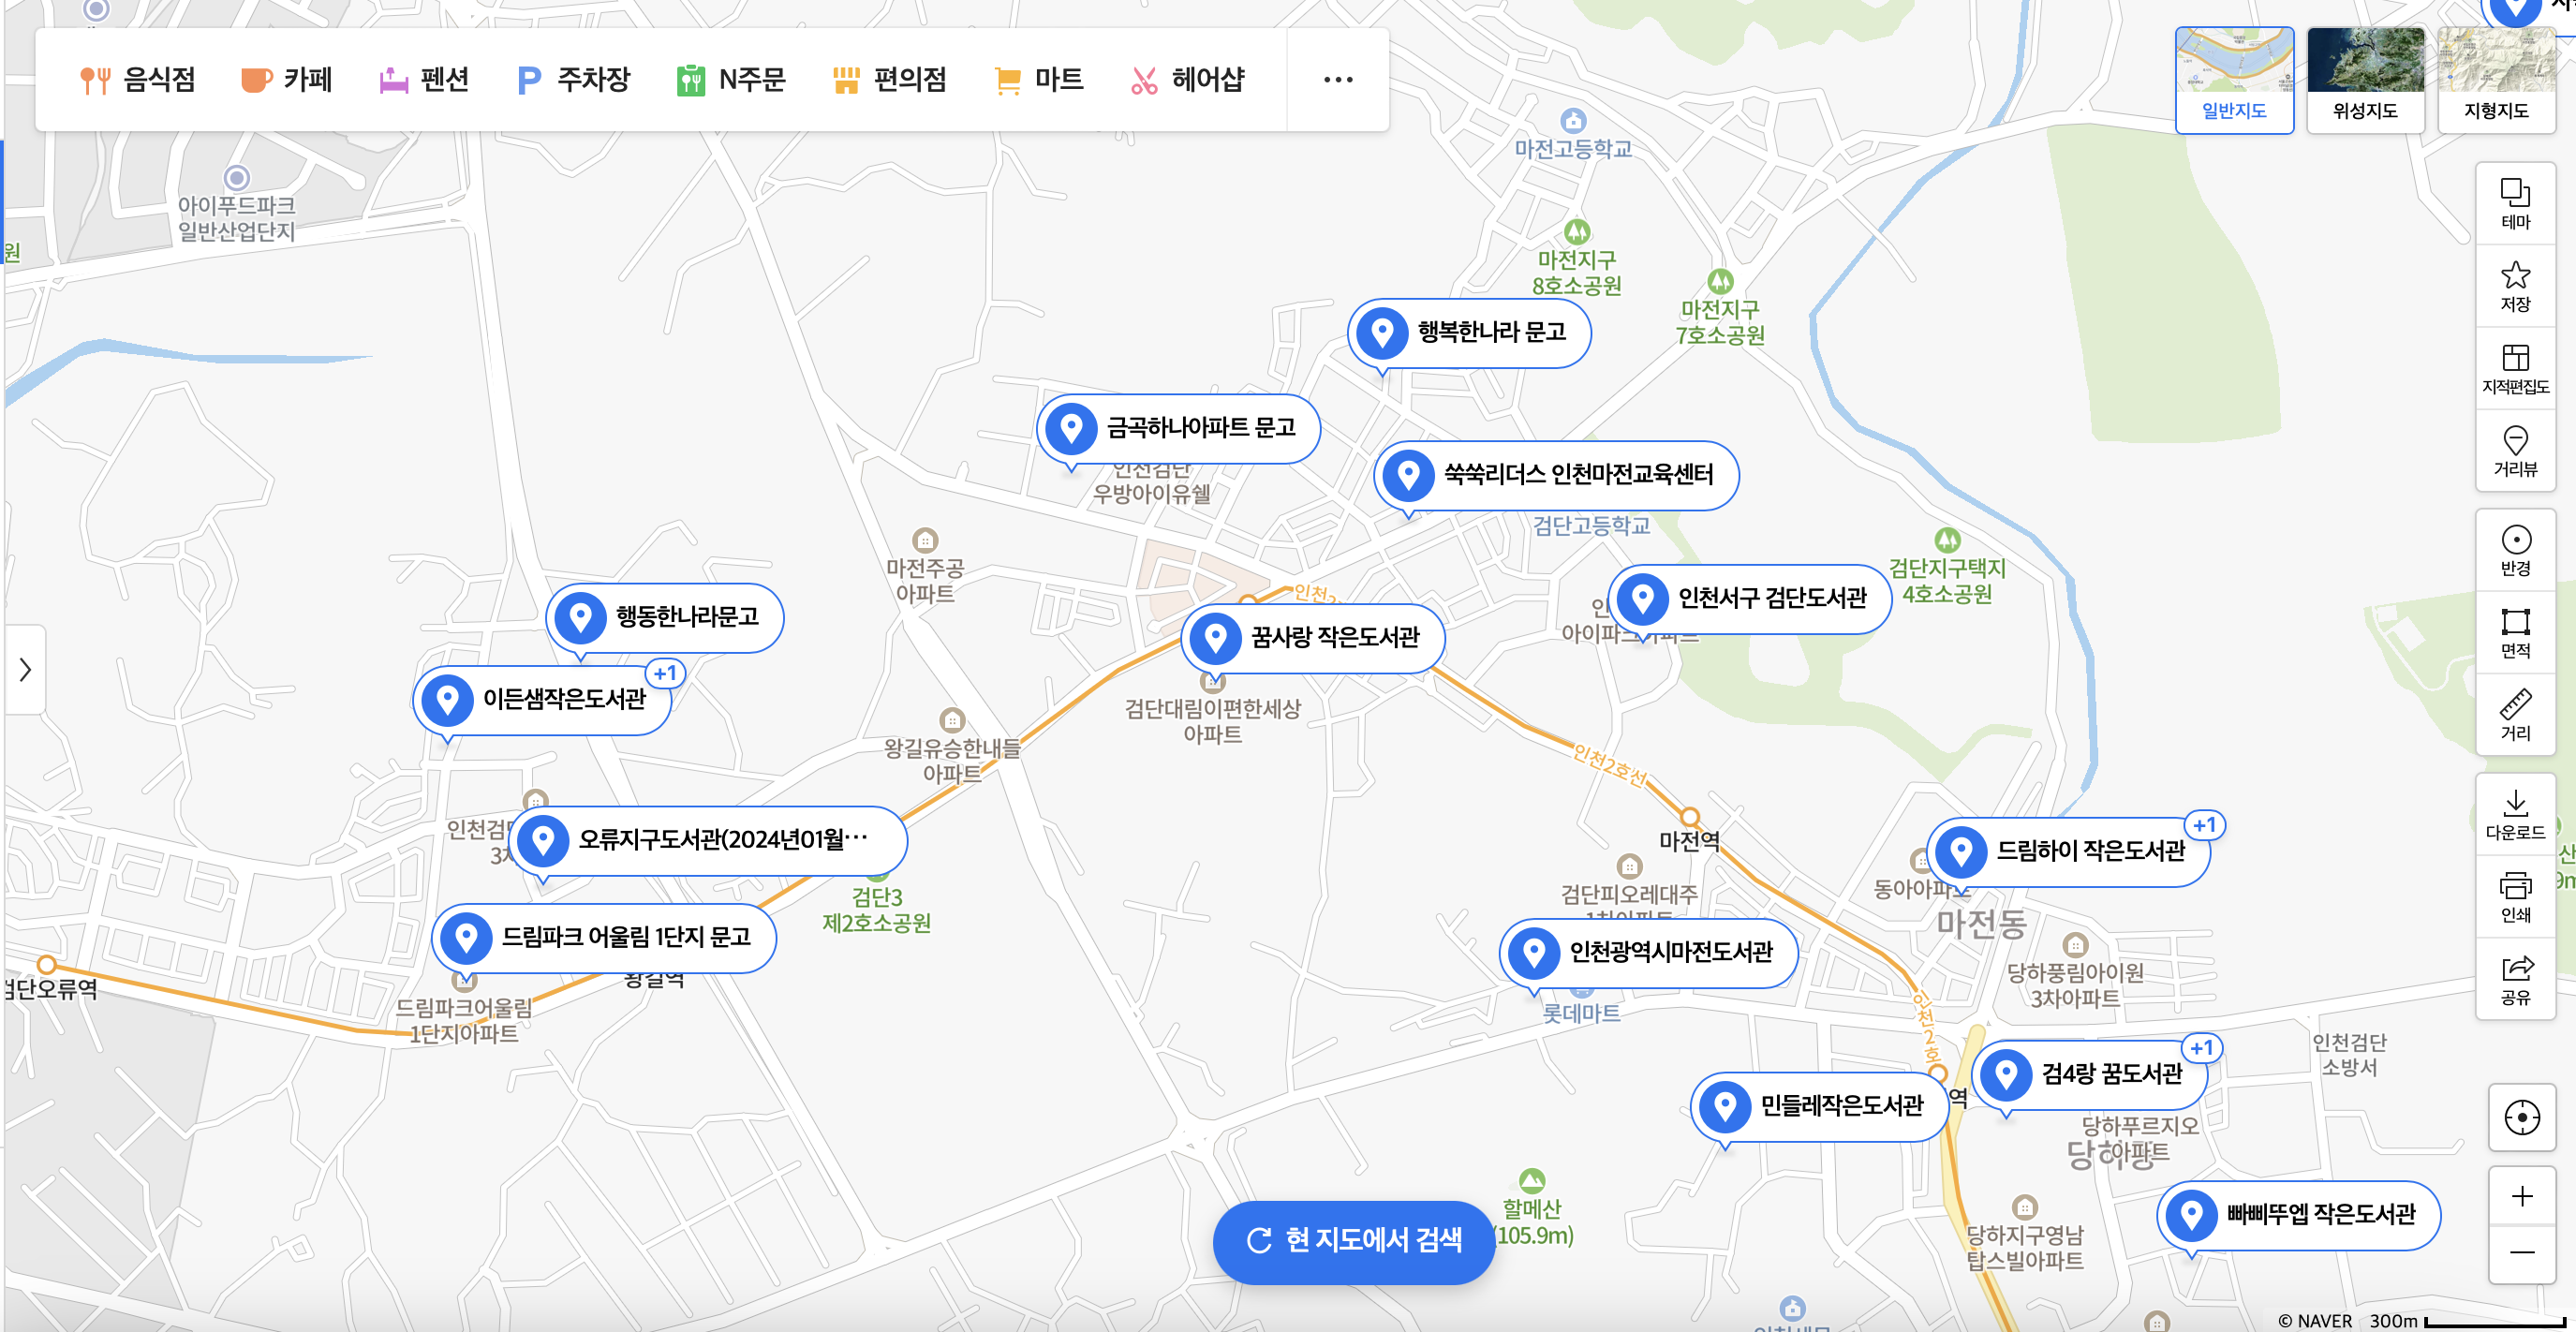 음식점 카페 펜션 주차장 N주문 편의점 마트 헤어샵
일반지도 위성지도 지형지도
마전고등학교
아이푸드파크
일반산업단지
원
테마
저장
지적편집도
거리뷰
마전지구
8호소공원
마전지구
7호소공원
행복한나라 문고
금곡하나아파트 문고
인천검단
우방아이유쉘
쑥쑥리더스 인천마전교육센터
검단고등학교
마전주공
아파트
반경
면적
거리
검단지구택지
4호소공원
인천서구 검단도서관
행동한나라문고
+1
이든샘작은도서관
꿈사랑 작은도서관
검단대림이편한세상
아파트
왕길유승한내들
아파트
인천2호선
마전역
오류지구도서관(2024년01월···
검단3
제2호소공원
다운로드
인쇄
공유
+1
드림하이 작은도서관
동아아파트
마전동
검단피오레대주
1차아파트
인천광역시마전도서관
롯데마트
당하풍림아이원
3차아파트
드림파크 어울림 1단지 문고
왕길역
검단오류역
드림파크어울림
1단지아파트
인천2호
인천검단
소방서
+1
검4랑 꿈도서관
민들레작은도서관
역
당하푸르지오
아파트
당하동
할메산
(105.9m)
현 지도에서 검색
빠삐뚜엡 작은도서관
당하지구영남
탑스빌아파트
© NAVER 300m